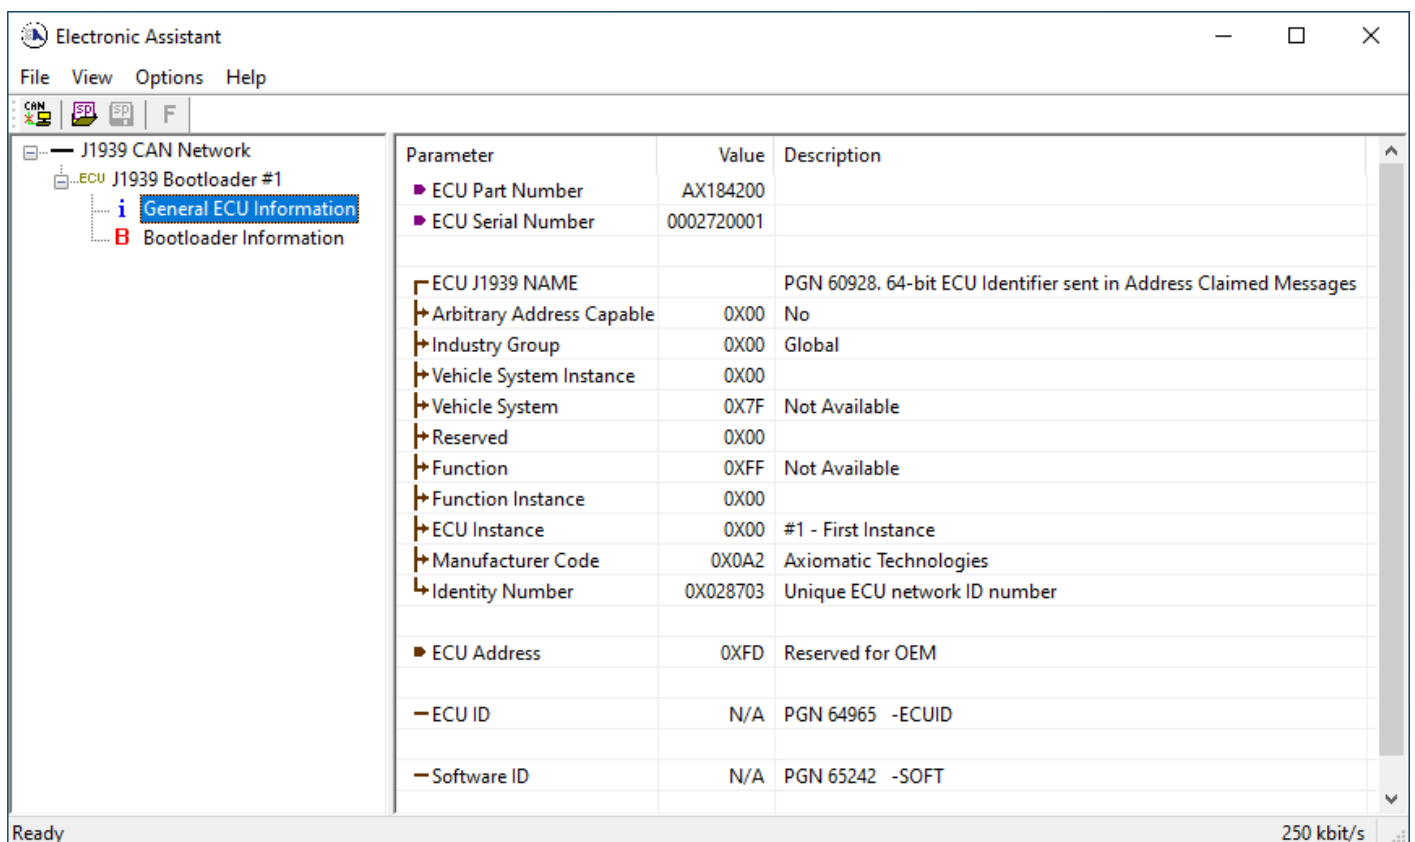 Electronic Assistant
File View Options Help
CAN SP SP F
J1939 CAN Network
ECU J1939 Bootloader #1
i General ECU Information
B Bootloader Information
Parameter Value Description
ECU Part Number AX184200
ECU Serial Number 0002720001
ECU J1939 NAME PGN 60928. 64-bit ECU Identifier sent in Address Claimed Messages
Arbitrary Address Capable 0X00 No
Industry Group 0X00 Global
Vehicle System Instance 0X00
Vehicle System 0X7F Not Available
Reserved 0X00
Function 0XFF Not Available
Function Instance 0X00
ECU Instance 0X00 #1 - First Instance
Manufacturer Code 0X0A2 Axiomatic Technologies
Identity Number 0X028703 Unique ECU network ID number
ECU Address 0XFD Reserved for OEM
ECU ID N/A PGN 64965 -ECUID
Software ID N/A PGN 65242 -SOFT
Ready 250 kbit/s